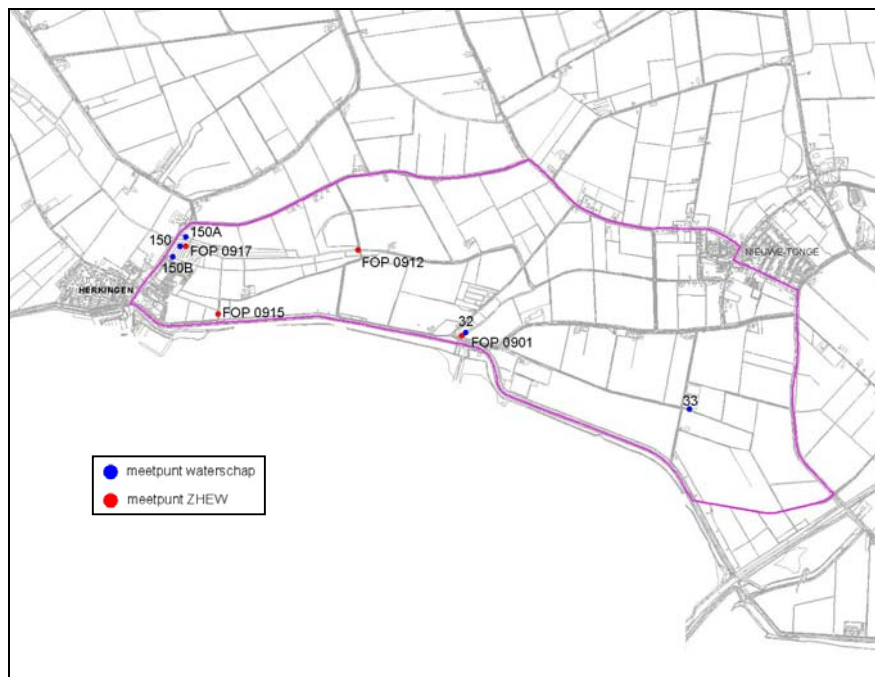 150A
150
FOP 0917
150B
FOP 0912
NIEUWE-TONGE
HERKINGEN
FOP 0915
32
FOP 0901
33
meetpunt waterschap
meetpunt ZHEW